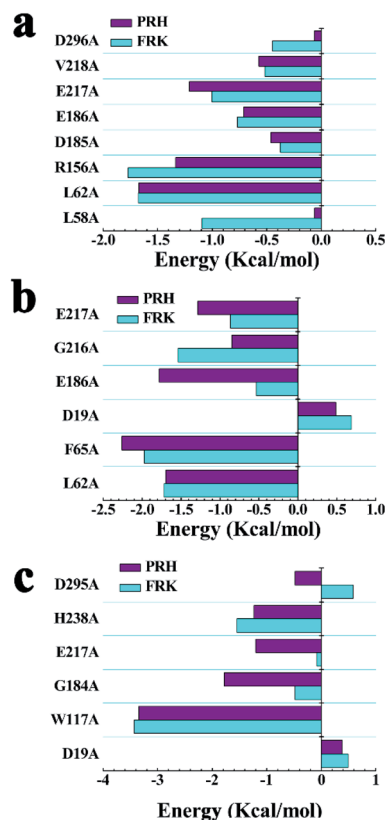 a
PRH
FRK
D296A
V218A
E217A
E186A
D185A
R156A
L62A
L58A
-2.0 -1.5 -1.0 -0.5 0.0 0.5
Energy (Kcal/mol)
b
PRH
FRK
E217A
G216A
E186A
D19A
F65A
L62A
-2.5 -2.0 -1.5 -1.0 -0.5 0.0 0.5 1.0
Energy (Kcal/mol)
c
PRH
FRK
D295A
H238A
E217A
G184A
W117A
D19A
-4 -3 -2 -1 0 1
Energy (Kcal/mol)